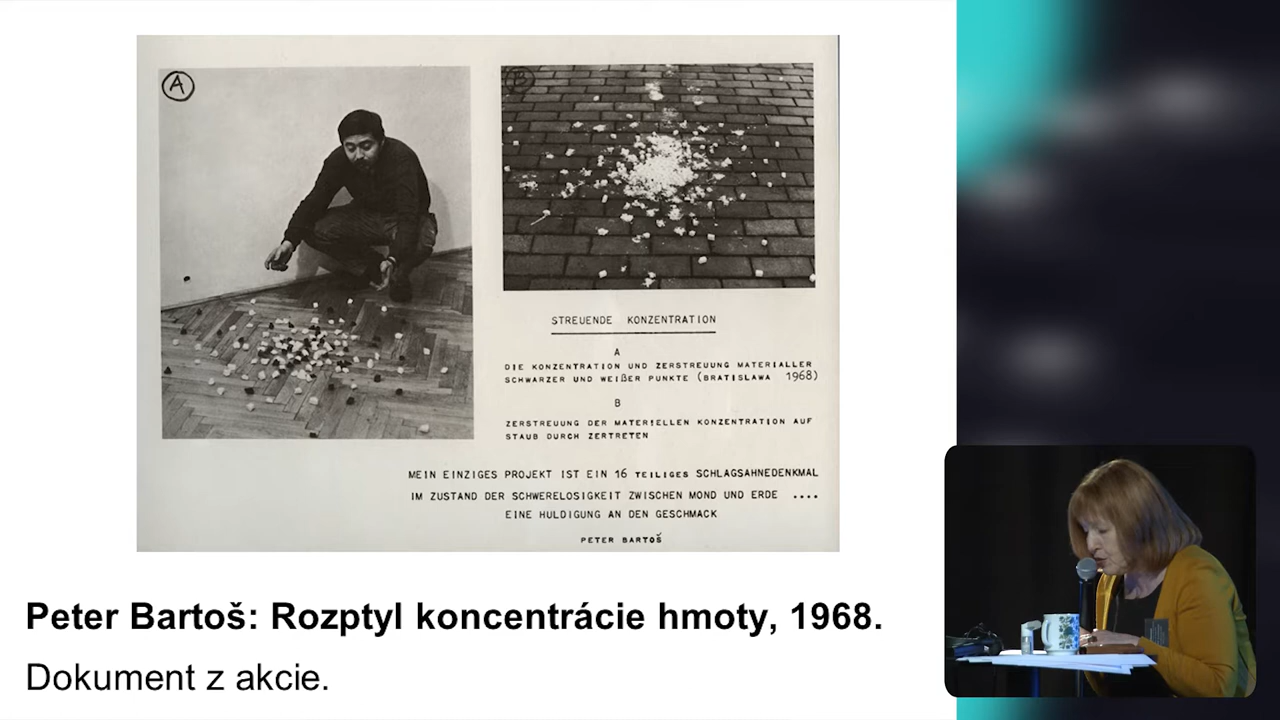 A
B
STREUENDE KONZENTRATION
A
DIE KONZENTRATION UND ZERSTREUUNG MATERIALLER
SCHWARZER UND WEIßER PUNKTE (BRATISLAWA 1968)
B
ZERSTREUUNG DER MATERIELLEN KONZENTRATION AUF
STAUB DURCH ZERTRETEN
MEIN EINZIGES PROJEKT IST EIN 16 TEILIGES SCHLAGSAHNEDENKMAL
IM ZUSTAND DER SCHWERELOSIGKEIT ZWISCHEN MOND UND ERDE ....
EINE HULDIGUNG AN DEN GESCHMACK
PETER BARTOŠ
Peter Bartoš: Rozptyl koncentrácie hmoty, 1968.
Dokument z akcie.